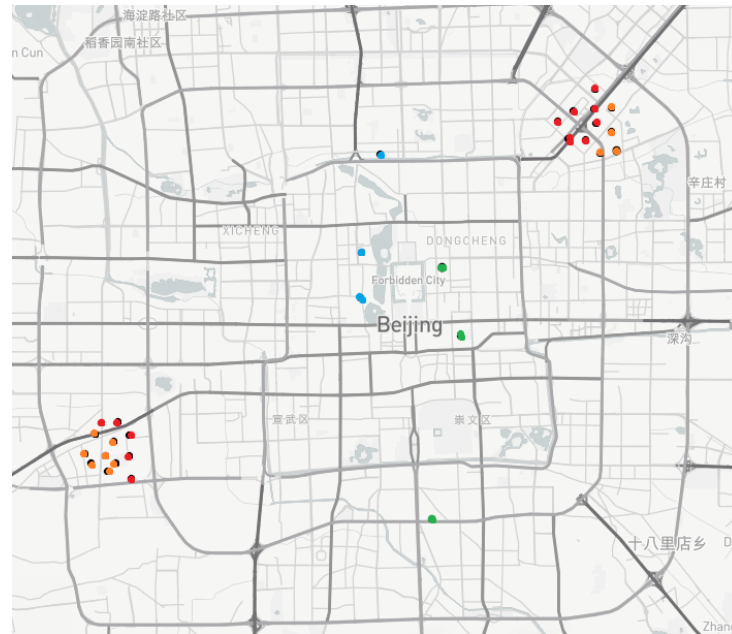 海淀路社区
稻香园南社区
n Cun
辛庄村
XICHENG
DONGCHENG
Forbidden City
Beijing
深沟
宣武区
崇文区
十八里店乡
D
Zhang